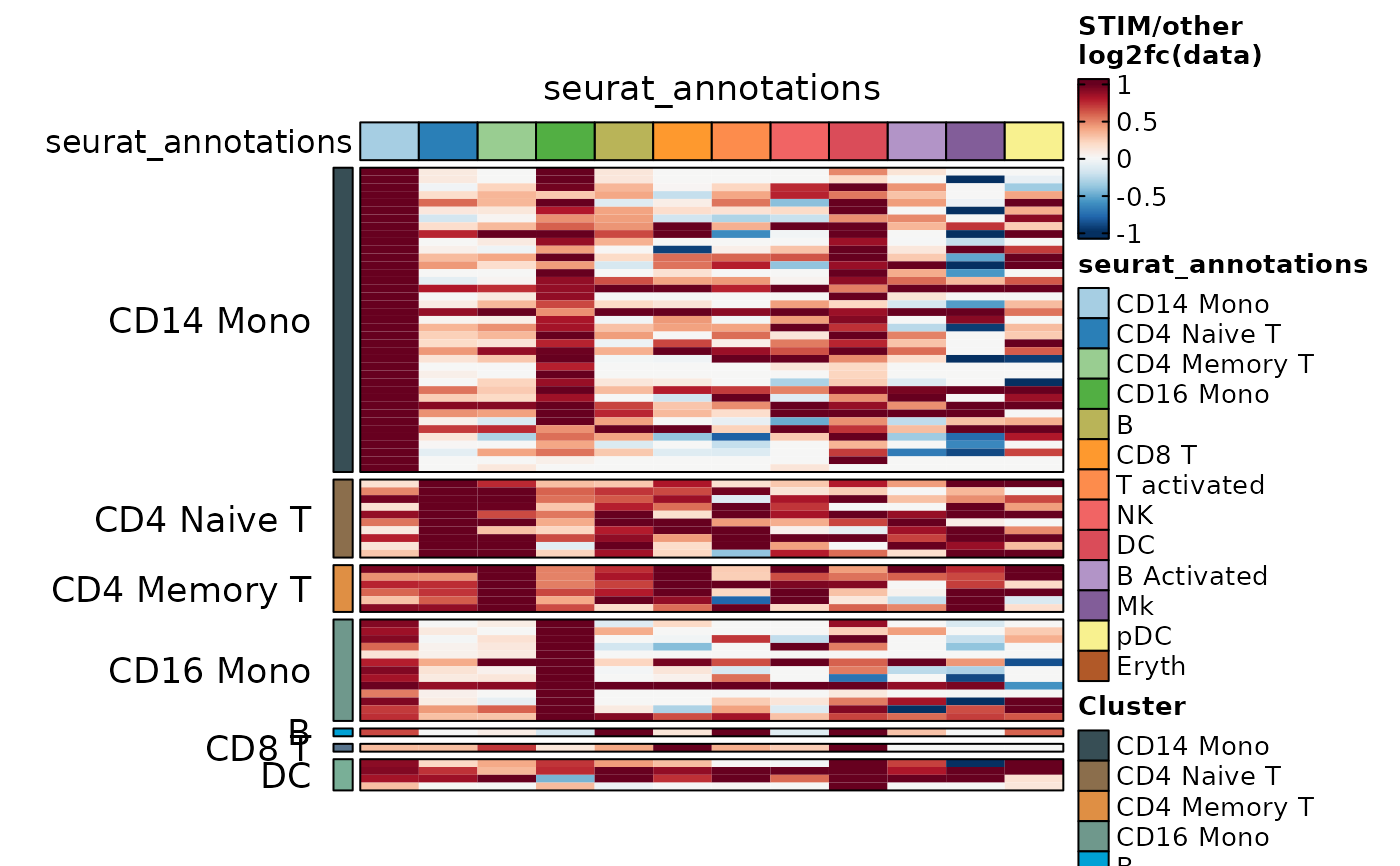 seurat_annotations
seurat_annotations
CD14 Mono
CD4 Naive T
CD4 Memory T
CD16 Mono
B
CD8 T
DC
STIM/other
log2fc(data)
1
0.5
0
-0.5
-1
seurat_annotations
CD14 Mono
CD4 Naive T
CD4 Memory T
CD16 Mono
B
CD8 T
T activated
NK
DC
B Activated
Mk
pDC
Eryth
Cluster
CD14 Mono
CD4 Naive T
CD4 Memory T
CD16 Mono
B